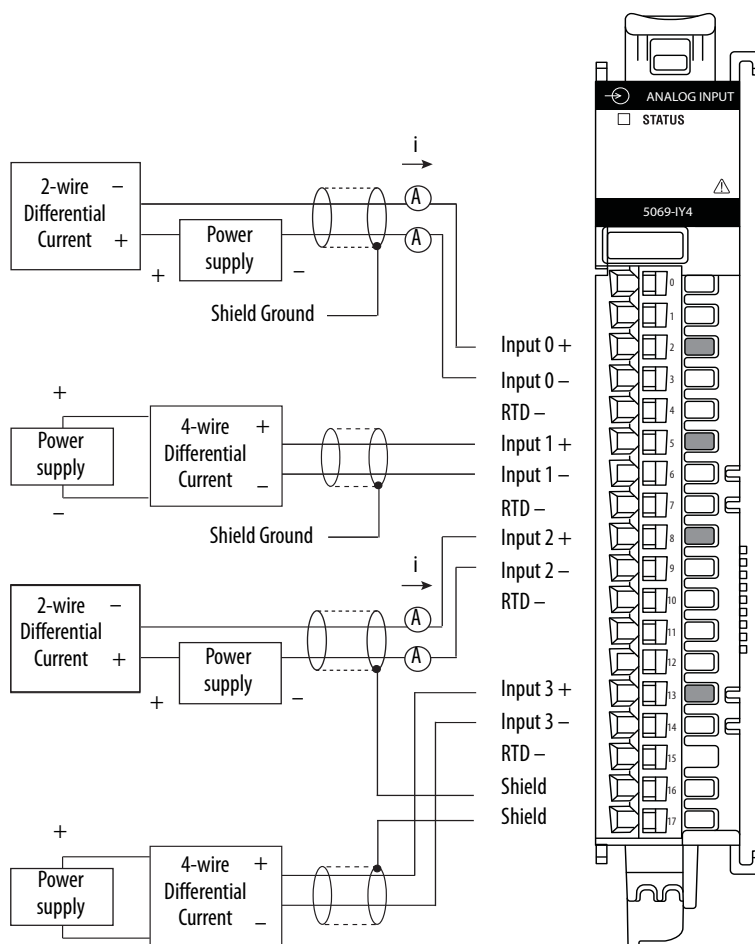 ANALOG INPUT
STATUS
5069-IY4
0
1
2
3
4
5
6
7
8
9
10
11
12
13
14
15
16
17
2-wire –
Differential
Current +
+ Power
supply –
i
A
A
Shield Ground
Input 0 +
Input 0 –
RTD –
+
Power
supply
–
4-wire +
Differential
Current –
Shield Ground
Input 1 +
Input 1 –
RTD –
2-wire –
Differential
Current +
+ Power
supply –
i
A
A
Input 2 +
Input 2 –
RTD –
Input 3 +
Input 3 –
RTD –
Shield
Shield
+
Power
supply
–
4-wire +
Differential
Current –